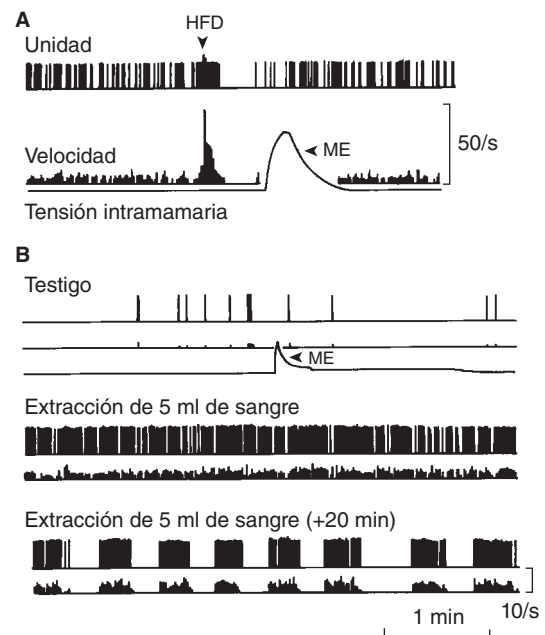 A
HFD
Unidad
50/s
Velocidad
ME
Tensión intramamaria
B
Testigo
ME
Extracción de 5 ml de sangre
Extracción de 5 ml de sangre (+20 min)
10/s
1 min